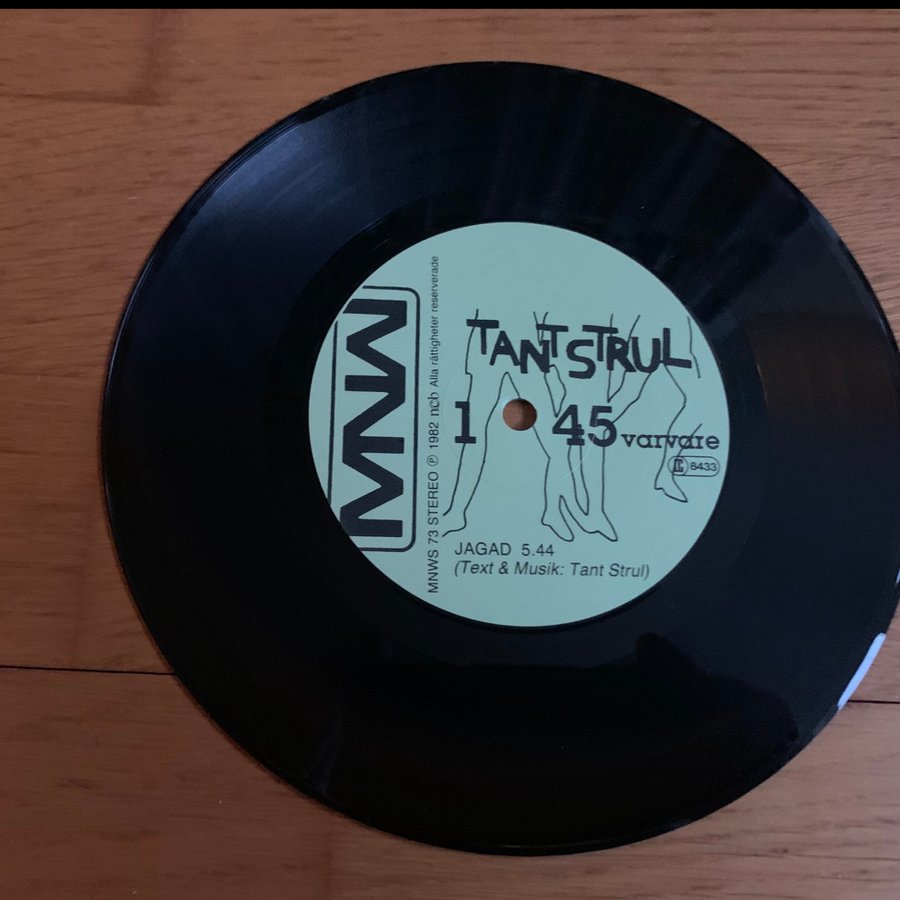 MNW
MNWS 73 STEREO Ⓟ 1982 ncb Alla rättigheter reserverade
TANT STRUL
1 45 varvare
6433
JAGAD 5.44
(Text & Musik: Tant Strul)